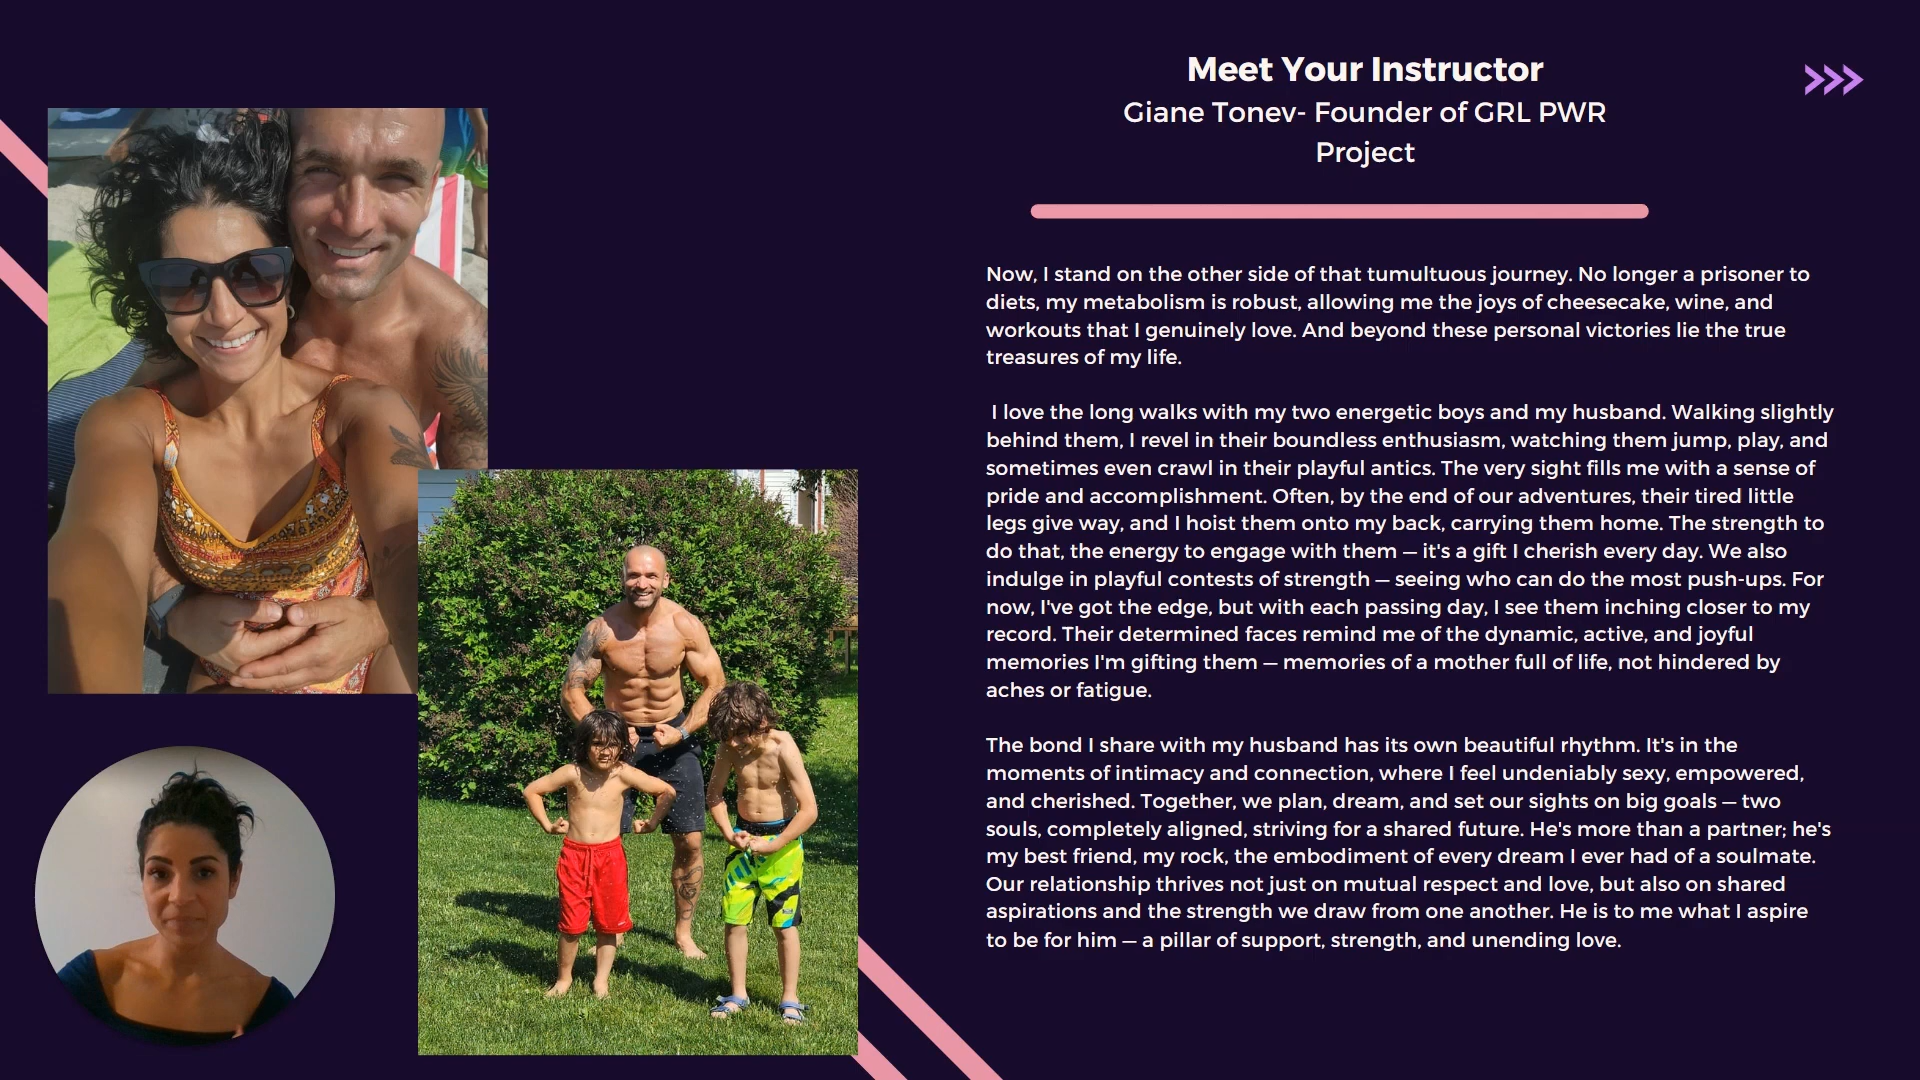 Meet Your Instructor
Giane Tonev- Founder of GRL PWR
Project
Now, I stand on the other side of that tumultuous journey. No longer a prisoner to
diets, my metabolism is robust, allowing me the joys of cheesecake, wine, and
workouts that I genuinely love. And beyond these personal victories lie the true
treasures of my life.
I love the long walks with my two energetic boys and my husband. Walking slightly
behind them, I revel in their boundless enthusiasm, watching them jump, play, and
sometimes even crawl in their playful antics. The very sight fills me with a sense of
pride and accomplishment. Often, by the end of our adventures, their tired little
legs give way, and I hoist them onto my back, carrying them home. The strength to
do that, the energy to engage with them — it's a gift I cherish every day. We also
indulge in playful contests of strength — seeing who can do the most push-ups. For
now, I've got the edge, but with each passing day, I see them inching closer to my
record. Their determined faces remind me of the dynamic, active, and joyful
memories I'm gifting them — memories of a mother full of life, not hindered by
aches or fatigue.
The bond I share with my husband has its own beautiful rhythm. It's in the
moments of intimacy and connection, where I feel undeniably sexy, empowered,
and cherished. Together, we plan, dream, and set our sights on big goals — two
souls, completely aligned, striving for a shared future. He's more than a partner; he's
my best friend, my rock, the embodiment of every dream I ever had of a soulmate.
Our relationship thrives not just on mutual respect and love, but also on shared
aspirations and the strength we draw from one another. He is to me what I aspire
to be for him — a pillar of support, strength, and unending love.